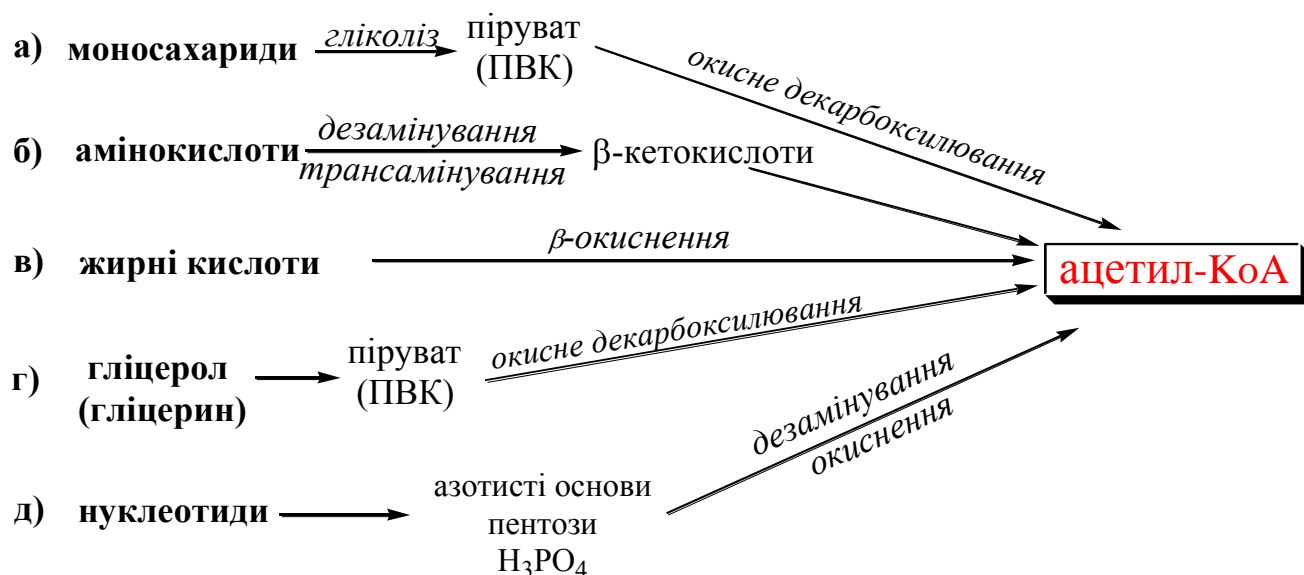 а) моносахариди гліколіз піруват (ПВК) окисне декарбоксилювання
б) амінокислоти дезамінування трансамінування β-кетокислоти
в) жирні кислоти β-окиснення
ацетил-КоА
г) гліцерол (гліцерин) піруват (ПВК) окисне декарбоксилювання
д) нуклеотиди азотисті основи пентози H₃PO₄ дезамінування окиснення